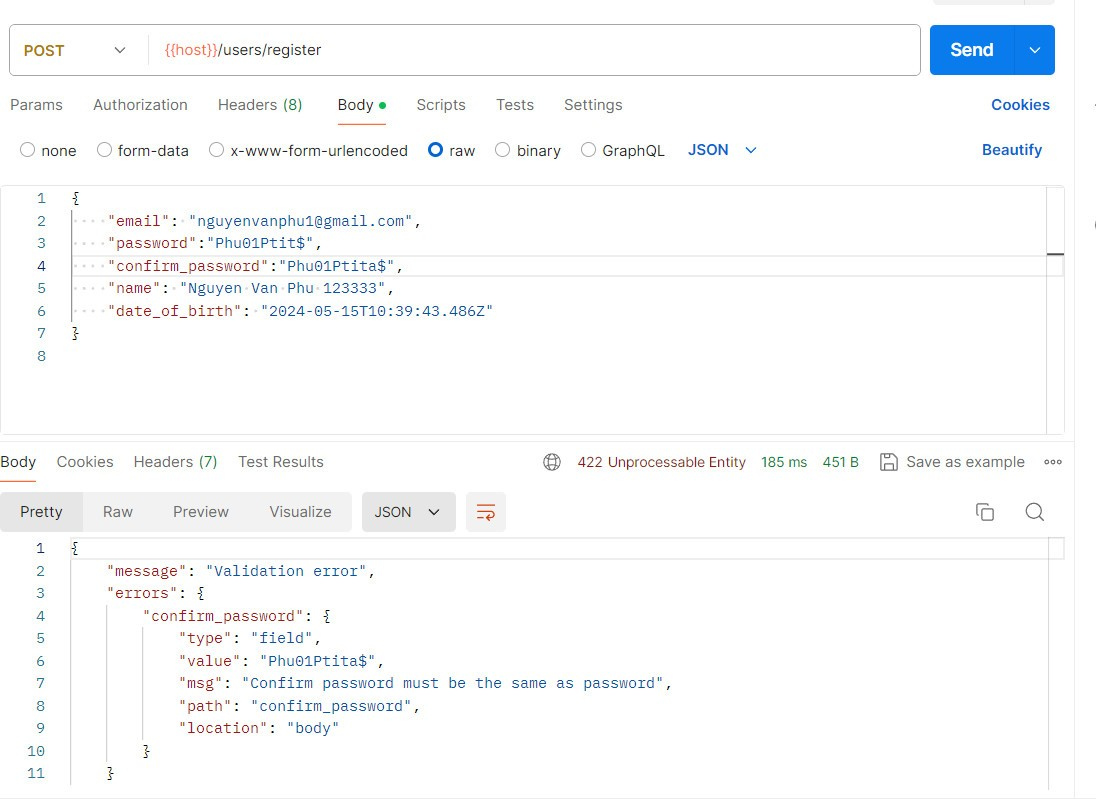 POST {{host}}/users/register Send
Params Authorization Headers (8) Body Scripts Tests Settings Cookies
none form-data x-www-form-urlencoded raw binary GraphQL JSON Beautify
1 {
2 "email": "nguyenvanphu1@gmail.com",
3 "password":"Phu01Ptit$",
4 "confirm_password":"Phu01Ptita$",
5 "name": "Nguyen Van Phu 123333",
6 "date_of_birth": "2024-05-15T10:39:43.486Z"
7 }
8
Body Cookies Headers (7) Test Results 422 Unprocessable Entity 185 ms 451 B Save as example
Pretty Raw Preview Visualize JSON
1 {
2 "message": "Validation error",
3 "errors": {
4 "confirm_password": {
5 "type": "field",
6 "value": "Phu01Ptita$",
7 "msg": "Confirm password must be the same as password",
8 "path": "confirm_password",
9 "location": "body"
10 }
11 }